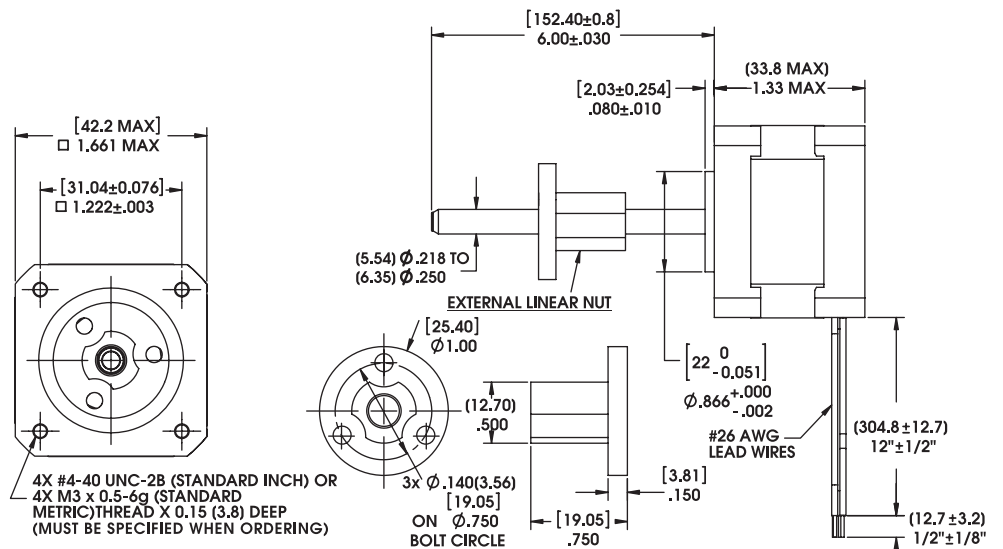 [152.40±0.8]
6.00±.030
(33.8 MAX)
1.33 MAX
[2.03±0.254]
.080±.010
[42.2 MAX]
□ 1.661 MAX
[31.04±0.076]
□ 1.222±.003
(5.54) Ø .218 TO
(6.35) Ø .250
EXTERNAL LINEAR NUT
[25.40]
Ø1.00
[22 0 -0.051]
Ø.866 +.000 -.002
(12.70)
.500
#26 AWG
LEAD WIRES
(304.8±12.7)
12"±1/2"
4X #4-40 UNC-2B (STANDARD INCH) OR
4X M3 x 0.5-6g (STANDARD
METRIC)THREAD X 0.15 (3.8) DEEP
(MUST BE SPECIFIED WHEN ORDERING)
3x Ø.140(3.56)
[19.05]
ON Ø.750
BOLT CIRCLE
[3.81]
.150
[19.05]
.750
(12.7 ±3.2)
1/2"±1/8"